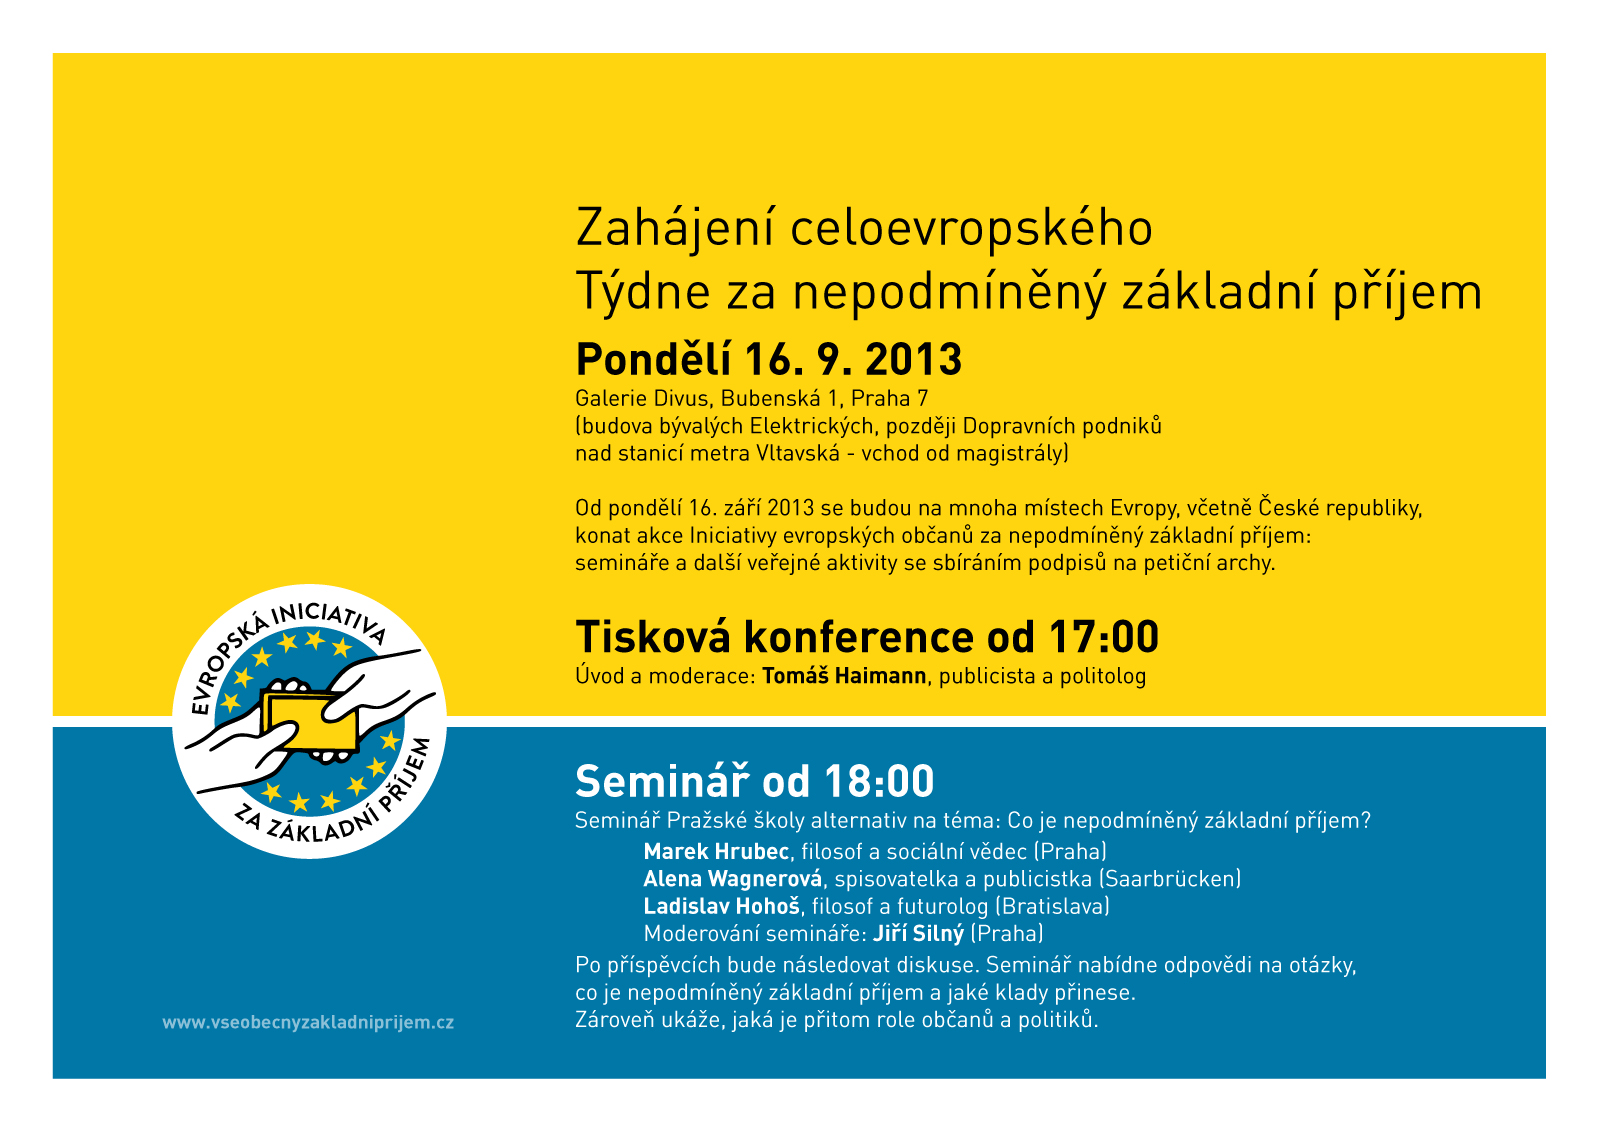 Zahájení celoevropského
Týdne za nepodmíněný základní příjem
Pondělí 16. 9. 2013
Galerie Divus, Bubenská 1, Praha 7
(budova bývalých Elektrických, později Dopravních podniků
nad stanicí metra Vltavská - vchod od magistrály)
Od pondělí 16. září 2013 se budou na mnoha místech Evropy, včetně České republiky,
konat akce Iniciativy evropských občanů za nepodmíněný základní příjem:
semináře a další veřejné aktivity se sbíráním podpisů na petiční archy.
Tisková konference od 17:00
Úvod a moderace: Tomáš Haimann, publicista a politolog
EVROPSKÁ INICIATIVA
ZA ZÁKLADNÍ PŘÍJEM
Seminář od 18:00
Seminář Pražské školy alternativ na téma: Co je nepodmíněný základní příjem?
Marek Hrubec, filosof a sociální vědec (Praha)
Alena Wagnerová, spisovatelka a publicistka (Saarbrücken)
Ladislav Hohoš, filosof a futurolog (Bratislava)
Moderování semináře: Jiří Silný (Praha)
Po příspěvcích bude následovat diskuse. Seminář nabídne odpovědi na otázky,
co je nepodmíněný základní příjem a jaké klady přinese.
Zároveň ukáže, jaká je přitom role občanů a politiků.
www.vseobecnyzakladniprijem.cz